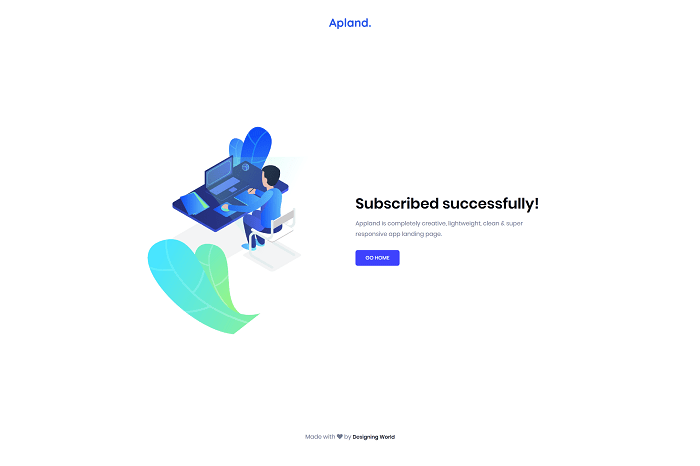 Apland.
Subscribed successfully!
Appland is completely creative, lightweight, clean & super
responsive app landing page.
GO HOME
Made with ❤ by Designing World